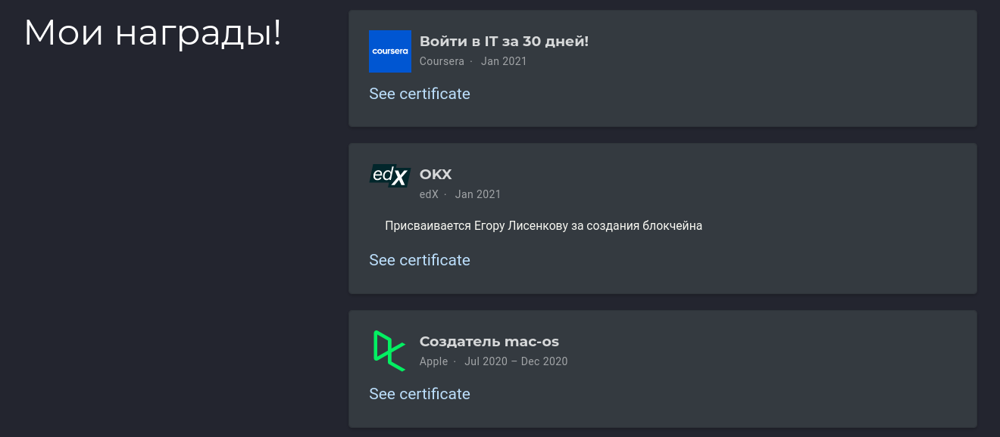 Мои награды!
coursera
Войти в IT за 30 дней!
Coursera · Jan 2021
See certificate
edX
OKX
edX · Jan 2021
Присваивается Егору Лисенкову за создания блокчейна
See certificate
Создатель mac-os
Apple · Jul 2020 – Dec 2020
See certificate